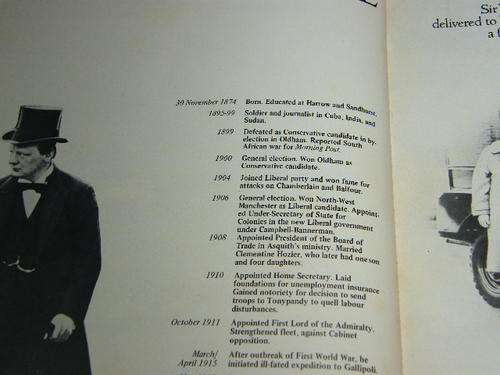 Sir
delivered to
a f
30 November 1874 Born. Educated at Harrow and Sandhurst.
1895-99 Soldier and journalist in Cuba, India, and
Sudan.
1899 Defeated as Conservative candidate in by-
election in Oldham. Reported South
African war for Morning Post.
1900 General election. Won Oldham as
Conservative candidate.
1904 Joined Liberal party and won fame for
attacks on Chamberlain and Balfour.
1906 General election. Won North-West
Manchester as Liberal candidate. Appoint-
ed Under-Secretary of State for
Colonies in the new Liberal government
under Campbell-Bannerman.
1908 Appointed President of the Board of
Trade in Asquith's ministry. Married
Clementine Hozier, who later had one son
and four daughters.
1910 Appointed Home Secretary. Laid
foundations for unemployment insurance
Gained notoriety for decision to send
troops to Tonypandy to quell labour
disturbances.
October 1911 Appointed First Lord of the Admiralty.
Strengthened fleet, against Cabinet
opposition.
March/ After outbreak of First World War, he
April 1915 initiated ill-fated expedition to Gallipoli.